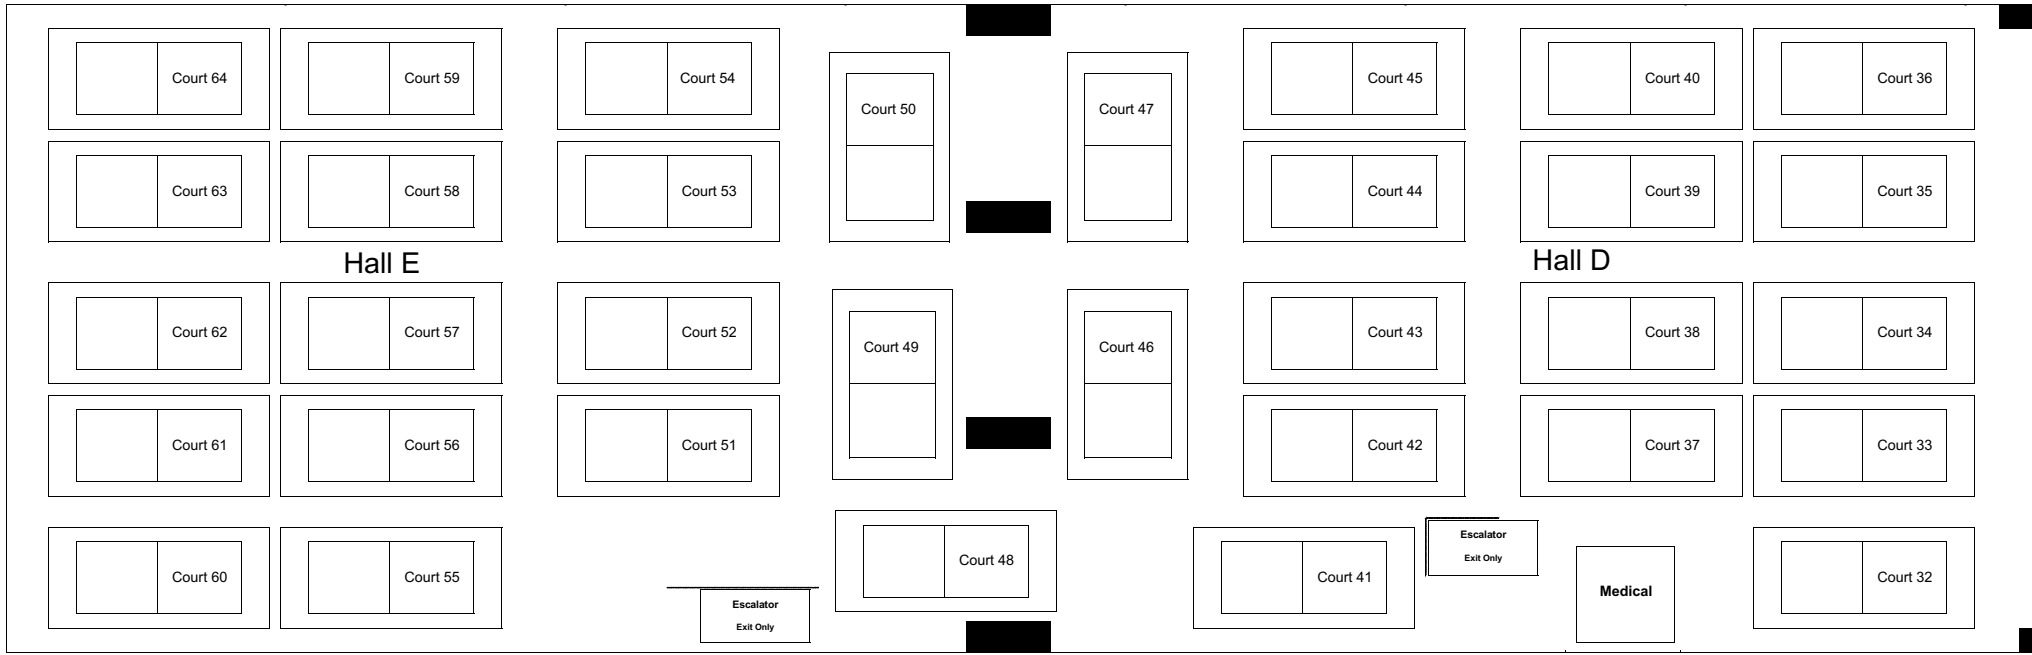 Court 64
Court 59
Court 54
Court 50
Court 47
Court 45
Court 40
Court 36
Court 63
Court 58
Court 53
Court 44
Court 39
Court 35
Hall E
Hall D
Court 62
Court 57
Court 52
Court 49
Court 46
Court 43
Court 38
Court 34
Court 61
Court 56
Court 51
Court 42
Court 37
Court 33
Escalator
Exit Only
Court 60
Court 55
Court 48
Court 41
Medical
Court 32
Escalator
Exit Only